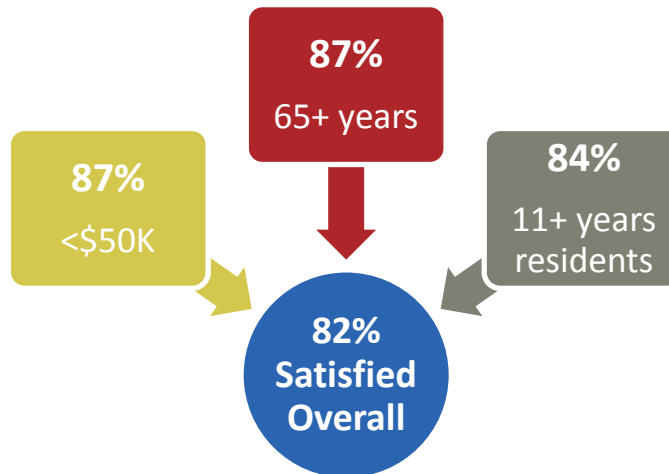 87%
65+ years
87%
<$50K
84%
11+ years
residents
82%
Satisfied
Overall